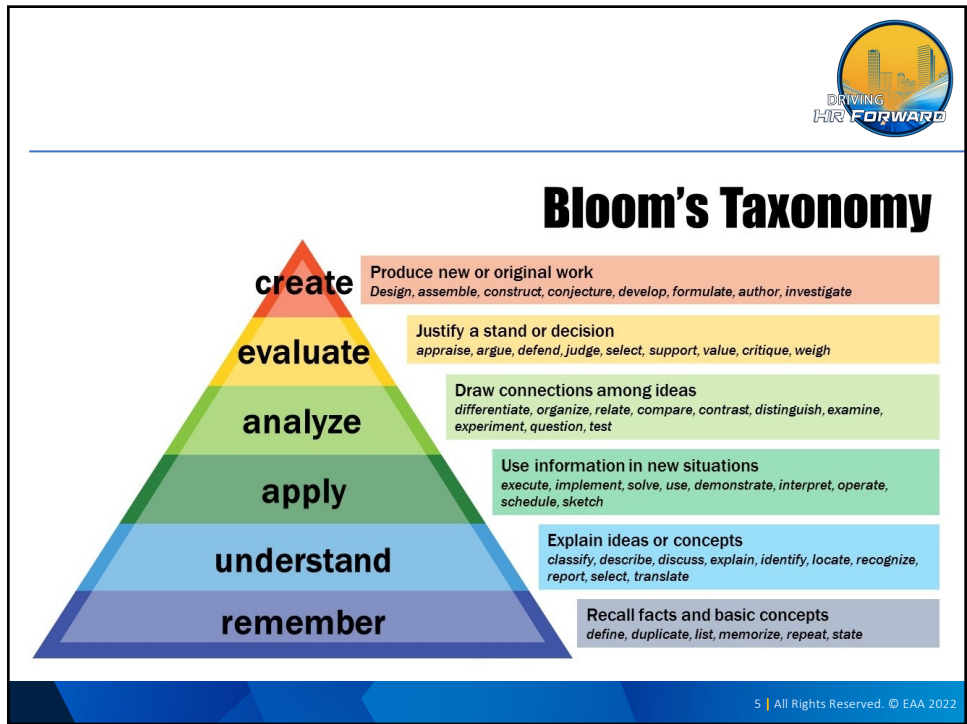 DRIVING
HR FORWARD
Bloom's Taxonomy
create
Produce new or original work
Design, assemble, construct, conjecture, develop, formulate, author, investigate
evaluate
Justify a stand or decision
appraise, argue, defend, judge, select, support, value, critique, weigh
analyze
Draw connections among ideas
differentiate, organize, relate, compare, contrast, distinguish, examine,
experiment, question, test
apply
Use information in new situations
execute, implement, solve, use, demonstrate, interpret, operate,
schedule, sketch
understand
Explain ideas or concepts
classify, describe, discuss, explain, identify, locate, recognize,
report, select, translate
remember
Recall facts and basic concepts
define, duplicate, list, memorize, repeat, state
5 | All Rights Reserved. © EAA 2022